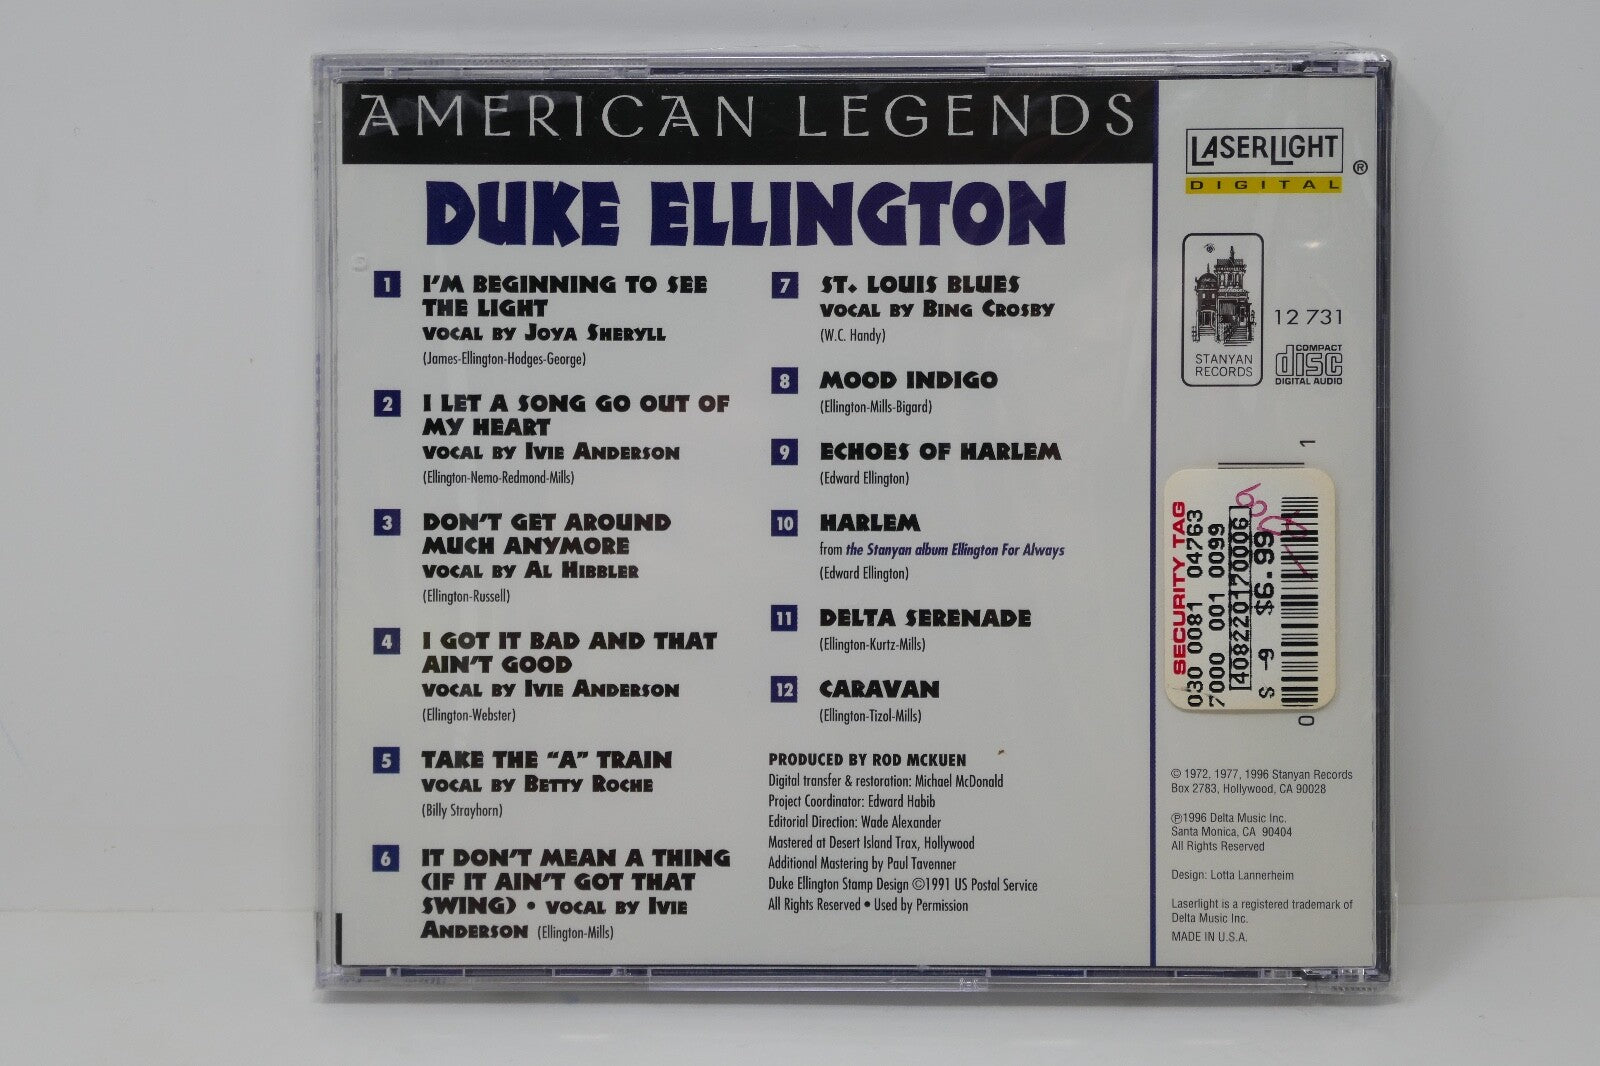 AMERICAN LEGENDS
DUKE ELLINGTON
1 I'M BEGINNING TO SEE
THE LIGHT
VOCAL BY JOYA SHERYLL
(James-Ellington-Hodges-George)
2 I LET A SONG GO OUT OF
MY HEART
VOCAL BY IVIE ANDERSON
(Ellington-Nemo-Redmond-Mills)
3 DON'T GET AROUND
MUCH ANYMORE
VOCAL BY AL HIBBLER
(Ellington-Russell)
4 I GOT IT BAD AND THAT
AIN'T GOOD
VOCAL BY IVIE ANDERSON
(Ellington-Webster)
5 TAKE THE "A" TRAIN
VOCAL BY BETTY ROCHE
(Billy Strayhorn)
6 IT DON'T MEAN A THING
(IF IT AIN'T GOT THAT
SWING) • VOCAL BY IVIE
ANDERSON (Ellington-Mills)
7 ST. LOUIS BLUES
VOCAL BY BING CROSBY
(W.C. Handy)
8 MOOD INDIGO
(Ellington-Mills-Bigard)
9 ECHOES OF HARLEM
(Edward Ellington)
10 HARLEM
from the Stanyan album Ellington For Always
(Edward Ellington)
11 DELTA SERENADE
(Ellington-Kurtz-Mills)
12 CARAVAN
(Ellington-Tizol-Mills)
PRODUCED BY ROD MCKUEN
Digital transfer & restoration: Michael McDonald
Project Coordinator: Edward Habib
Editorial Direction: Wade Alexander
Mastered at Desert Island Trax, Hollywood
Additional Mastering by Paul Tavenner
Duke Ellington Stamp Design ©1991 US Postal Service
All Rights Reserved • Used by Permission
LASERLIGHT ®
DIGITAL
STANYAN
RECORDS
12 731
COMPACT
disc
DIGITAL AUDIO
1
SECURITY TAG
030 0081 04763
7000 001 0099
4082220170006
$6.99
$ -6
0
© 1972, 1977, 1996 Stanyan Records
Box 2783, Hollywood, CA 90028
℗1996 Delta Music Inc.
Santa Monica, CA 90404
All Rights Reserved
Design: Lotta Lannerheim
Laserlight is a registered trademark of
Delta Music Inc.
MADE IN U.S.A.